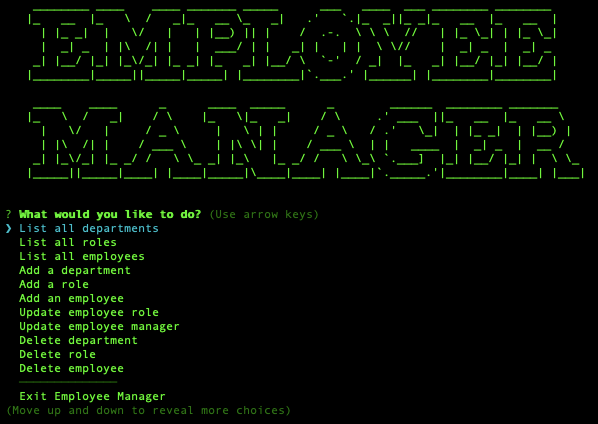 EMPLOYEE
MANAGER
? What would you like to do? (Use arrow keys)
❯ List all departments
List all roles
List all employees
Add a department
Add a role
Add an employee
Update employee role
Update employee manager
Delete department
Delete role
Delete employee
──────────────
Exit Employee Manager
(Move up and down to reveal more choices)